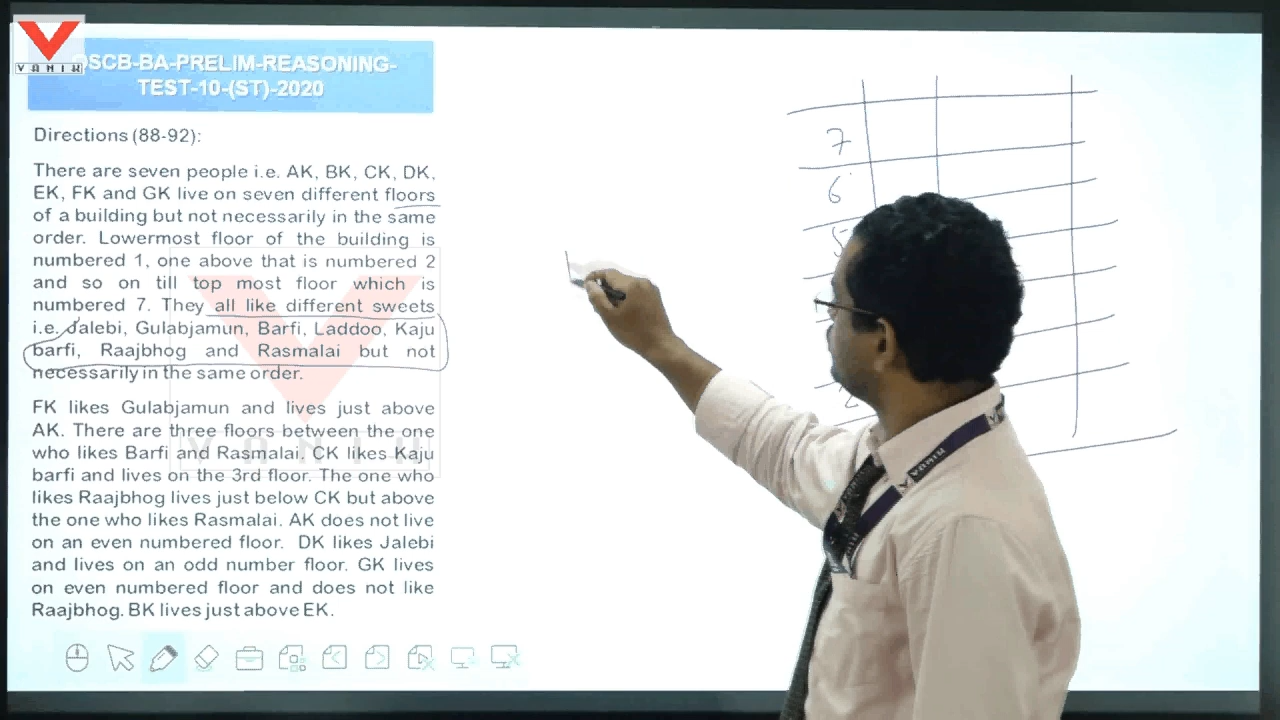 VANIK
OSCB-BA-PRELIM-REASONING-
TEST-10-(ST)-2020
Directions (88-92):
There are seven people i.e. AK, BK, CK, DK,
EK, FK and GK live on seven different floors
of a building but not necessarily in the same
order. Lowermost floor of the building is
numbered 1, one above that is numbered 2
and so on till top most floor which is
numbered 7. They all like different sweets
i.e. Jalebi, Gulabjamun, Barfi, Laddoo, Kaju
barfi, Raajbhog and Rasmalai but not
necessarily in the same order.
FK likes Gulabjamun and lives just above
AK. There are three floors between the one
who likes Barfi and Rasmalai. CK likes Kaju
barfi and lives on the 3rd floor. The one who
likes Raajbhog lives just below CK but above
the one who likes Rasmalai. AK does not live
on an even numbered floor. DK likes Jalebi
and lives on an odd number floor. GK lives
on even numbered floor and does not like
Raajbhog. BK lives just above EK.
VANIK
7
6
5
2
VANIK